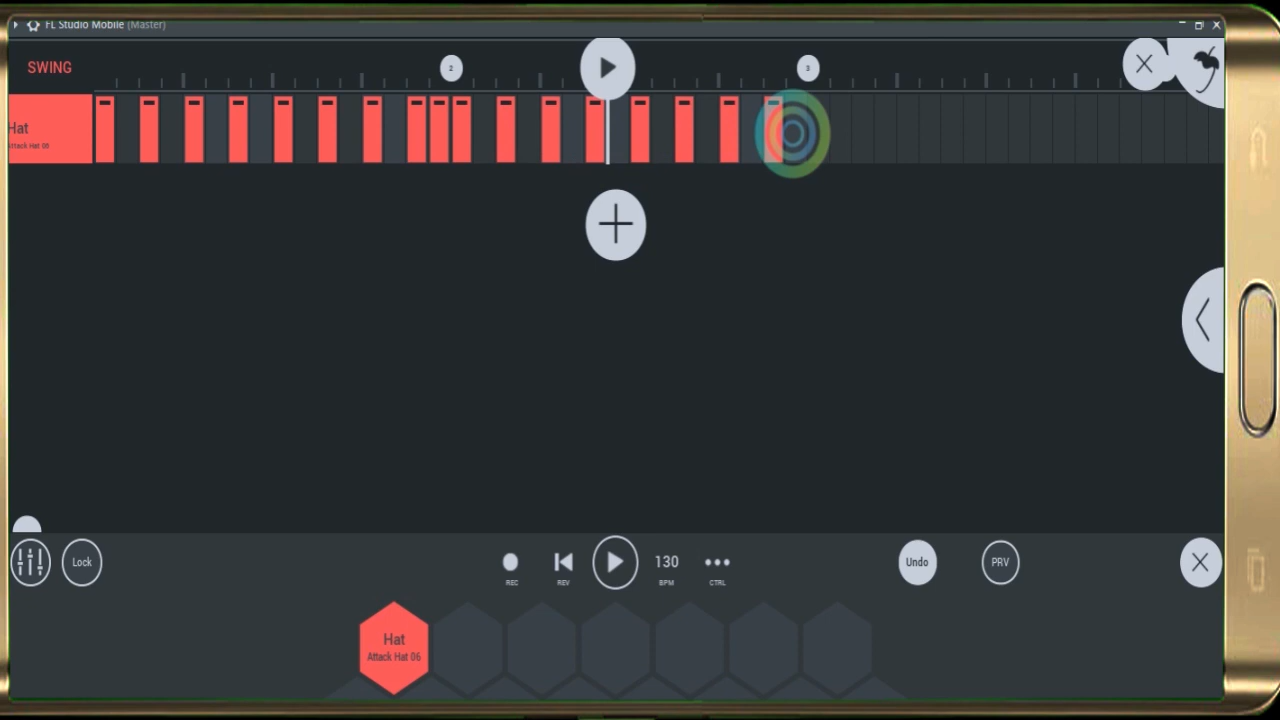 FL Studio Mobile (Master)
SWING
2
3
Hat
Attack Hat 06
Lock
REC
REV
130
BPM
CTRL
Undo
PRV
Hat
Attack Hat 06